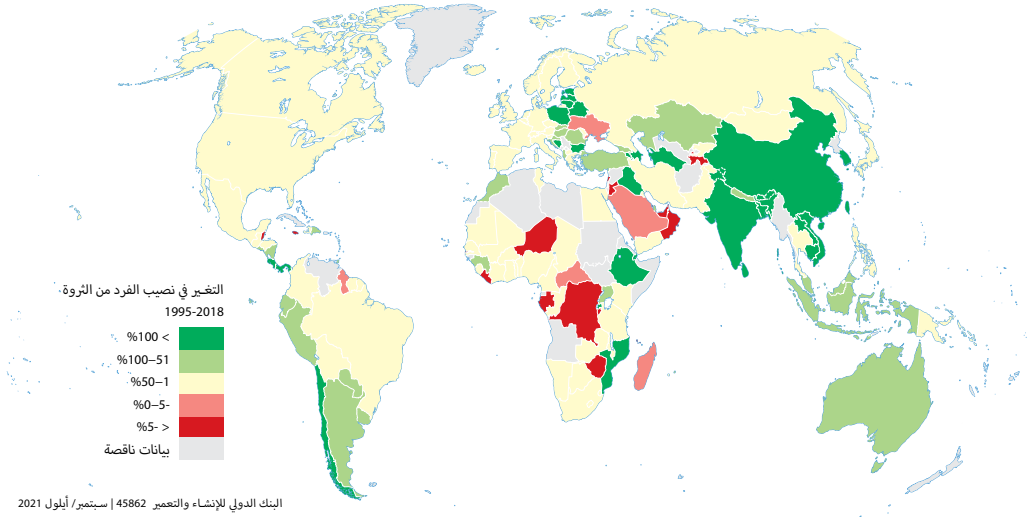 التغير في نصيب الفرد من الثروة
1995-2018
%100 <
%100–51
%50–1
%0–5-
%5- >
بيانات ناقصة
البنك الدولي للإنشاء والتعمير 45862 | سبتمبر/ أيلول 2021